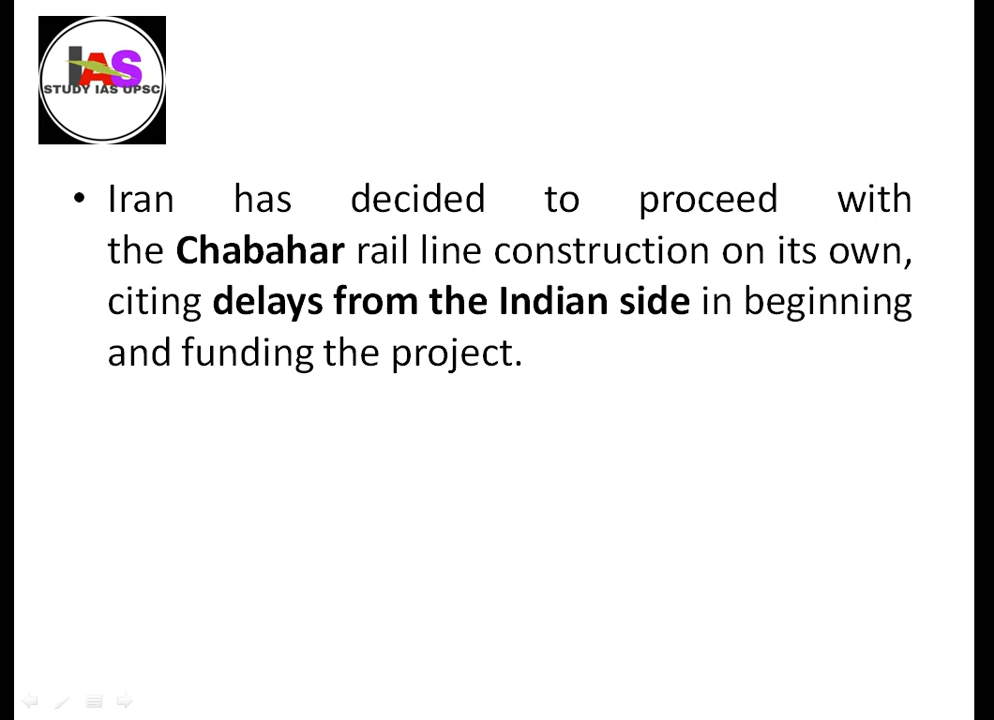 IAS
STUDY IAS UPSC
• Iran has decided to proceed with
the Chabahar rail line construction on its own,
citing delays from the Indian side in beginning
and funding the project.